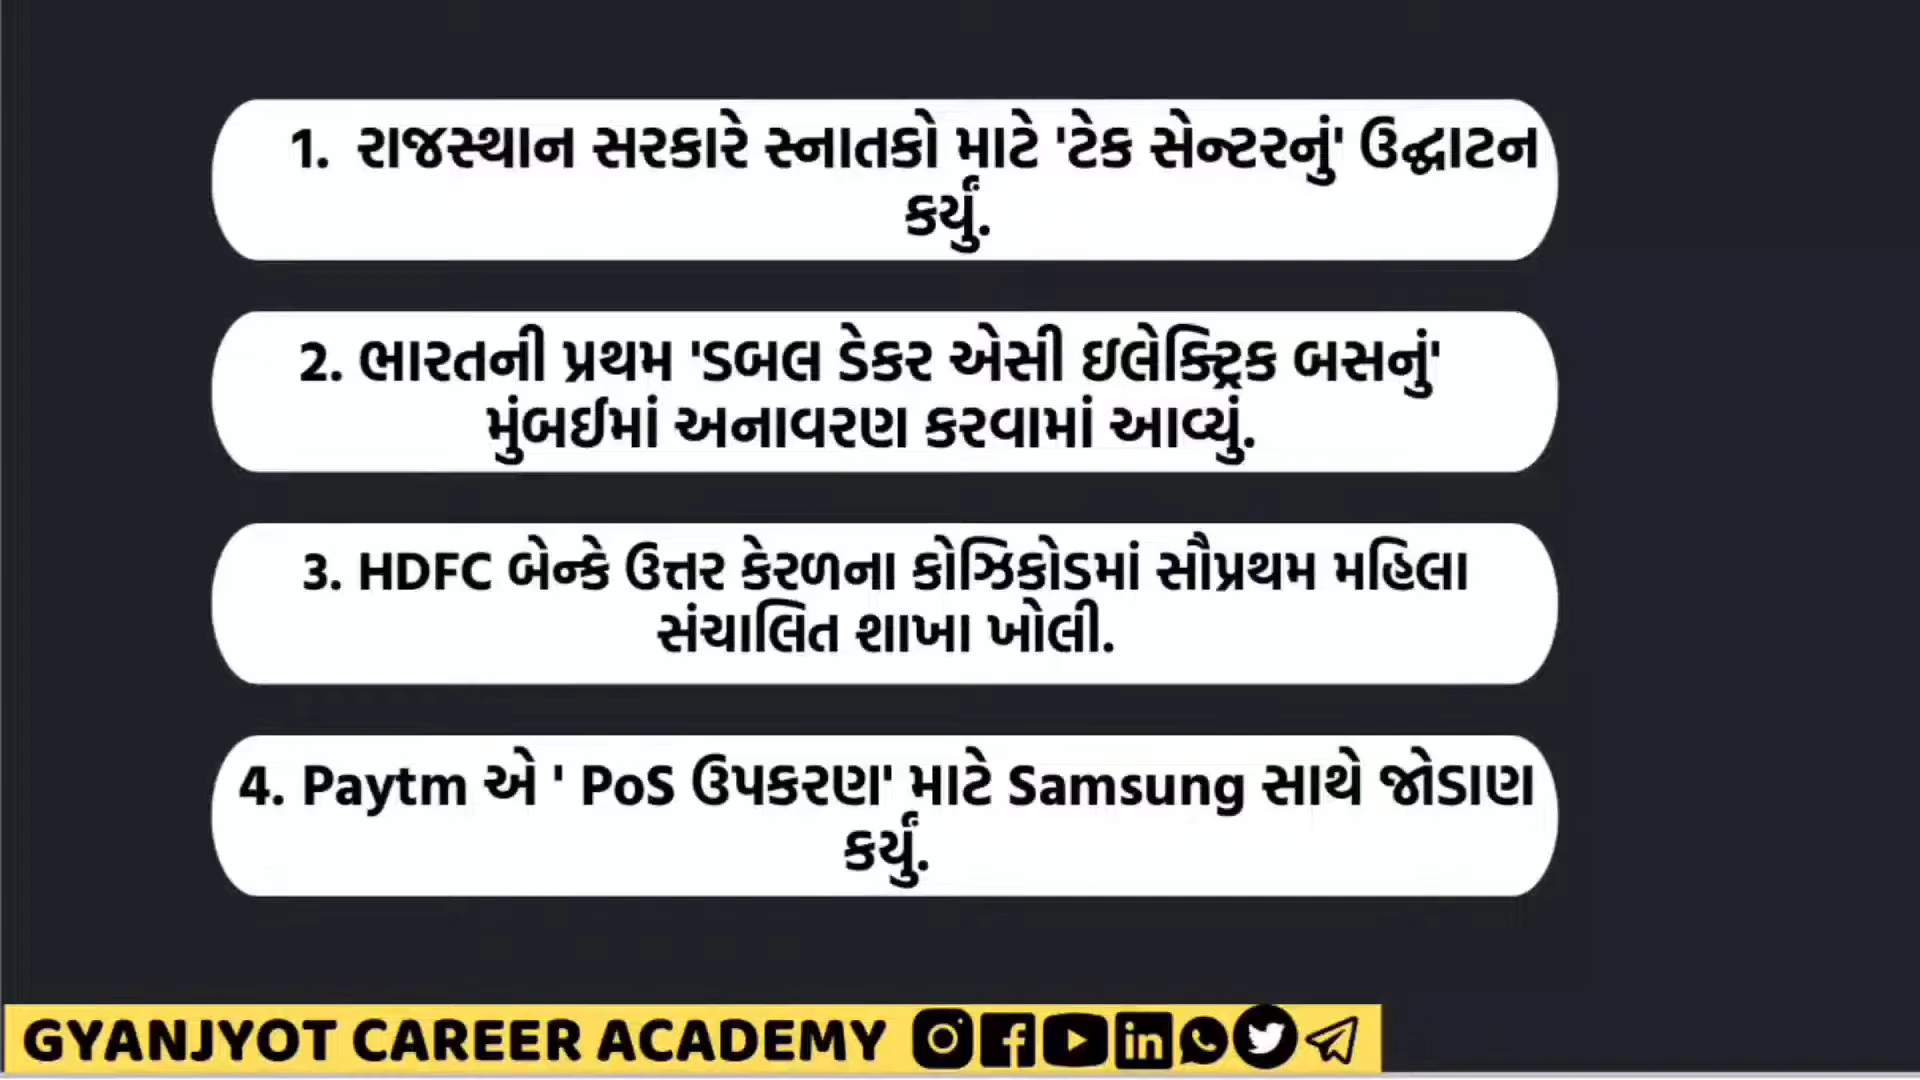 1. રાજસ્થાન સરકારે સ્નાતકો માટે 'ટેક સેન્ટરનું' ઉદ્ઘાટન
કર્યું.
2. ભારતની પ્રથમ 'ડબલ ડેકર એસી ઇલેક્ટ્રિક બસનું'
મુંબઈમાં અનાવરણ કરવામાં આવ્યું.
3. HDFC બેન્કે ઉત્તર કેરળના કોઝિકોડમાં સૌપ્રથમ મહિલા
સંચાલિત શાખા ખોલી.
4. Paytm એ ' PoS ઉપકરણ' માટે Samsung સાથે જોડાણ
કર્યું.
GYANJYOT CAREER ACADEMY